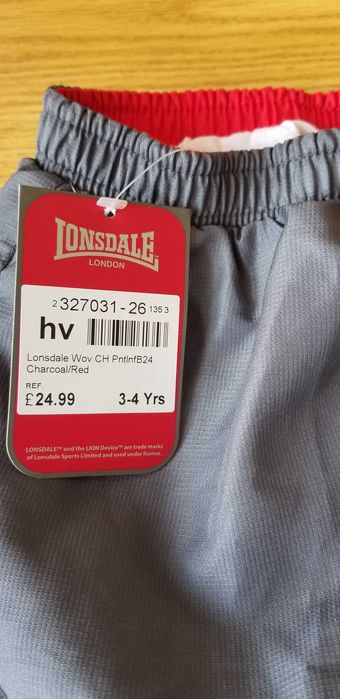 LONSDALE
LONDON
2 327031 - 26 135 3
hv
Lonsdale Wov CH PntInfB24
Charcoal/Red
REF.
£24.99 3-4 Yrs
LONSDALE™ and the LION Device™ are trade marks
of Lonsdale Sports Limited and used under license.